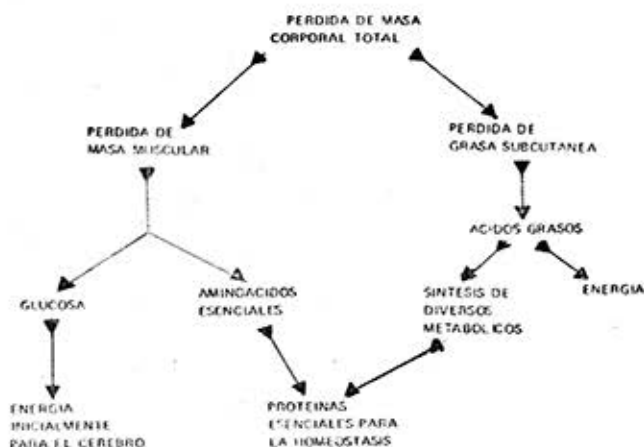 PERDIDA DE MASA
CORPORAL TOTAL
PERDIDA DE
MASA MUSCULAR
PERDIDA DE
GRASA SUBCUTANEA
ACIDOS GRASOS
GLUCOSA
AMINOACIDOS
ESENCIALES
SINTESIS DE
DIVERSOS
METABOLICOS
ENERGIA
ENERGIA
INICIALMENTE
PARA EL CEREBRO
PROTEINAS
ESENCIALES PARA
LA HOMEOSTASIS